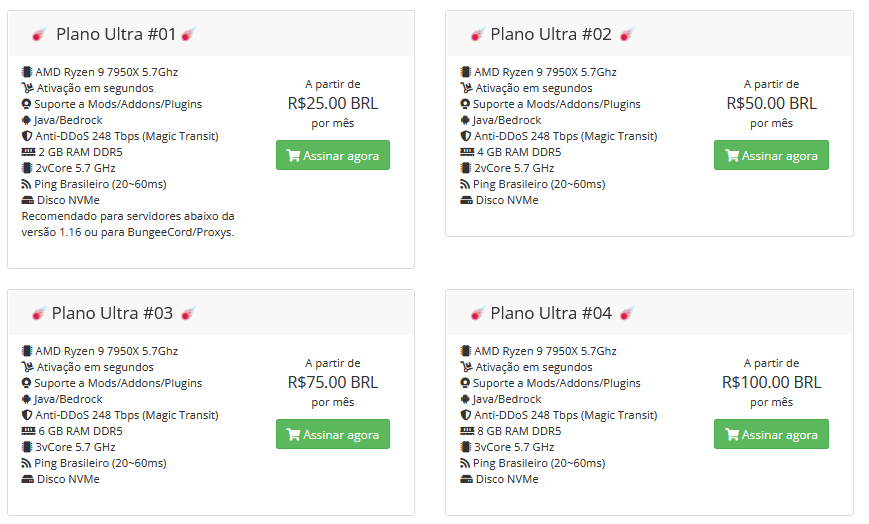 Plano Ultra #01
AMD Ryzen 9 7950X 5.7Ghz
Ativação em segundos
Suporte a Mods/Addons/Plugins
Java/Bedrock
Anti-DDoS 248 Tbps (Magic Transit)
2 GB RAM DDR5
2vCore 5.7 GHz
Ping Brasileiro (20~60ms)
Disco NVMe
Recomendado para servidores abaixo da
versão 1.16 ou para BungeeCord/Proxys.
A partir de
R$25.00 BRL
por mês
Assinar agora
Plano Ultra #02
AMD Ryzen 9 7950X 5.7Ghz
Ativação em segundos
Suporte a Mods/Addons/Plugins
Java/Bedrock
Anti-DDoS 248 Tbps (Magic Transit)
4 GB RAM DDR5
2vCore 5.7 GHz
Ping Brasileiro (20~60ms)
Disco NVMe
A partir de
R$50.00 BRL
por mês
Assinar agora
Plano Ultra #03
AMD Ryzen 9 7950X 5.7Ghz
Ativação em segundos
Suporte a Mods/Addons/Plugins
Java/Bedrock
Anti-DDoS 248 Tbps (Magic Transit)
6 GB RAM DDR5
3vCore 5.7 GHz
Ping Brasileiro (20~60ms)
Disco NVMe
A partir de
R$75.00 BRL
por mês
Assinar agora
Plano Ultra #04
AMD Ryzen 9 7950X 5.7Ghz
Ativação em segundos
Suporte a Mods/Addons/Plugins
Java/Bedrock
Anti-DDoS 248 Tbps (Magic Transit)
8 GB RAM DDR5
3vCore 5.7 GHz
Ping Brasileiro (20~60ms)
Disco NVMe
A partir de
R$100.00 BRL
por mês
Assinar agora